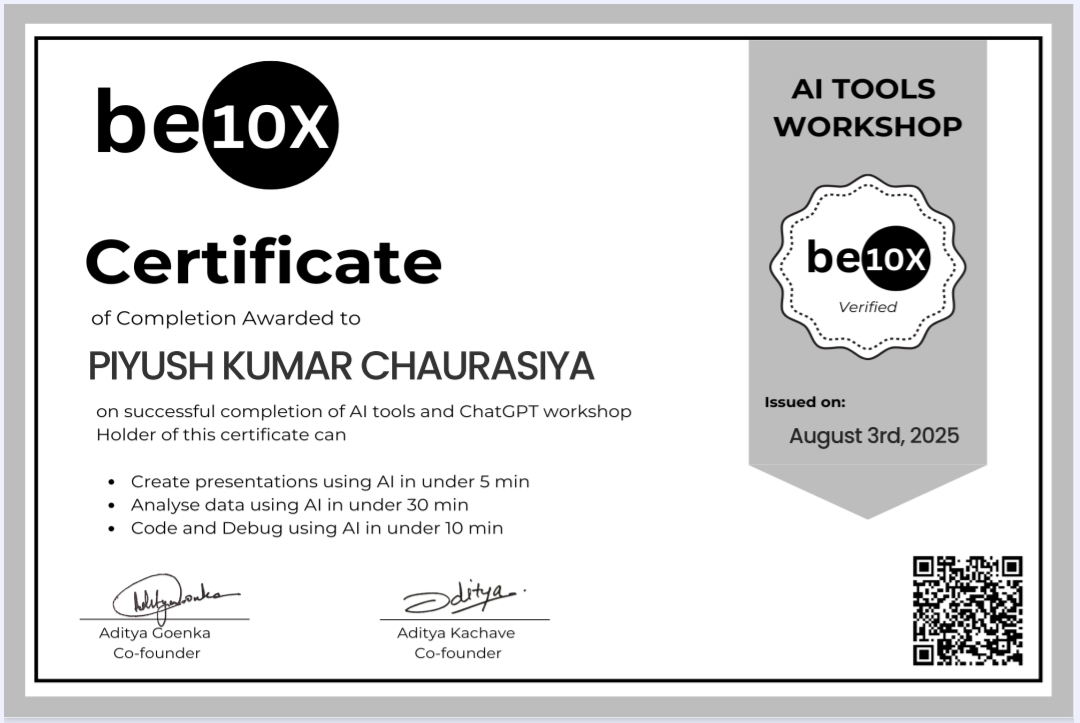 be10X
Certificate
of Completion Awarded to
PIYUSH KUMAR CHAURASIYA
on successful completion of AI tools and ChatGPT workshop
Holder of this certificate can
• Create presentations using AI in under 5 min
• Analyse data using AI in under 30 min
• Code and Debug using AI in under 10 min
Aditya Goenka
Co-founder
Aditya
Aditya Kachave
Co-founder
AI TOOLS
WORKSHOP
be10X
Verified
Issued on:
August 3rd, 2025